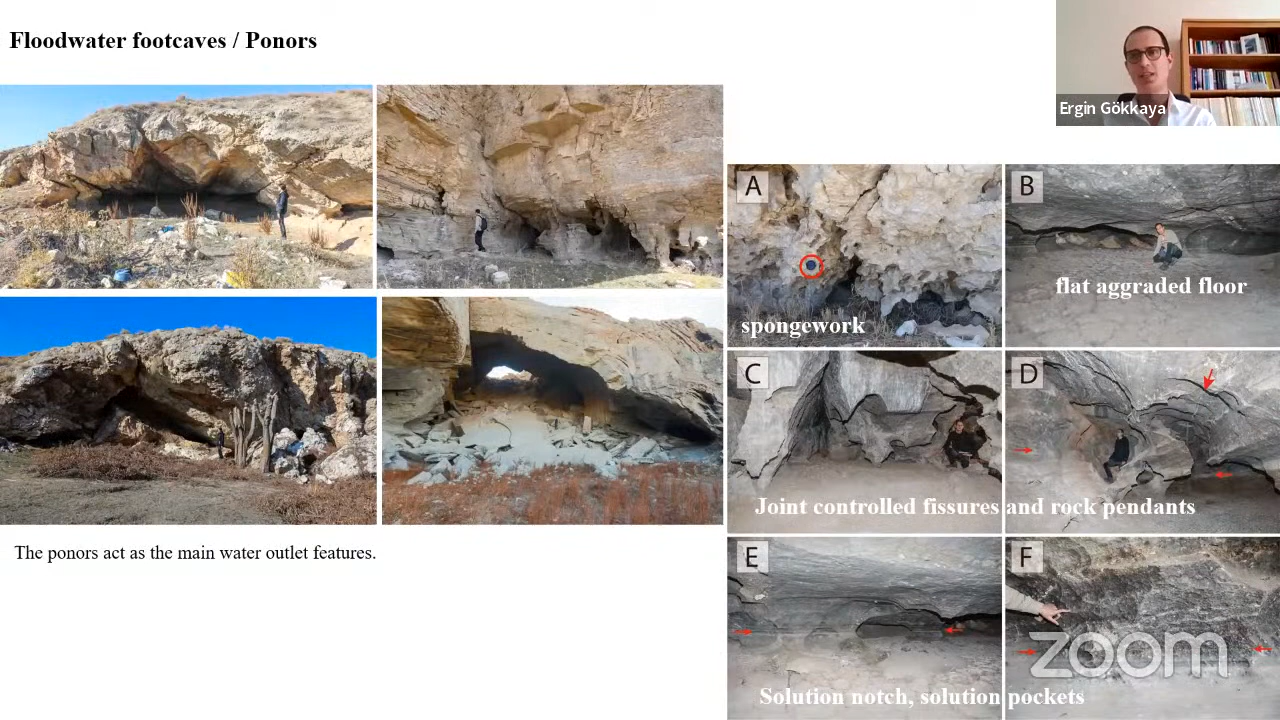 Floodwater footcaves / Ponors
Ergin Gökkaya
A
B
flat aggraded floor
spongework
C
D
Joint controlled fissures and rock pendants
The ponors act as the main water outlet features.
E
F
zoom
Solution notch, solution pockets